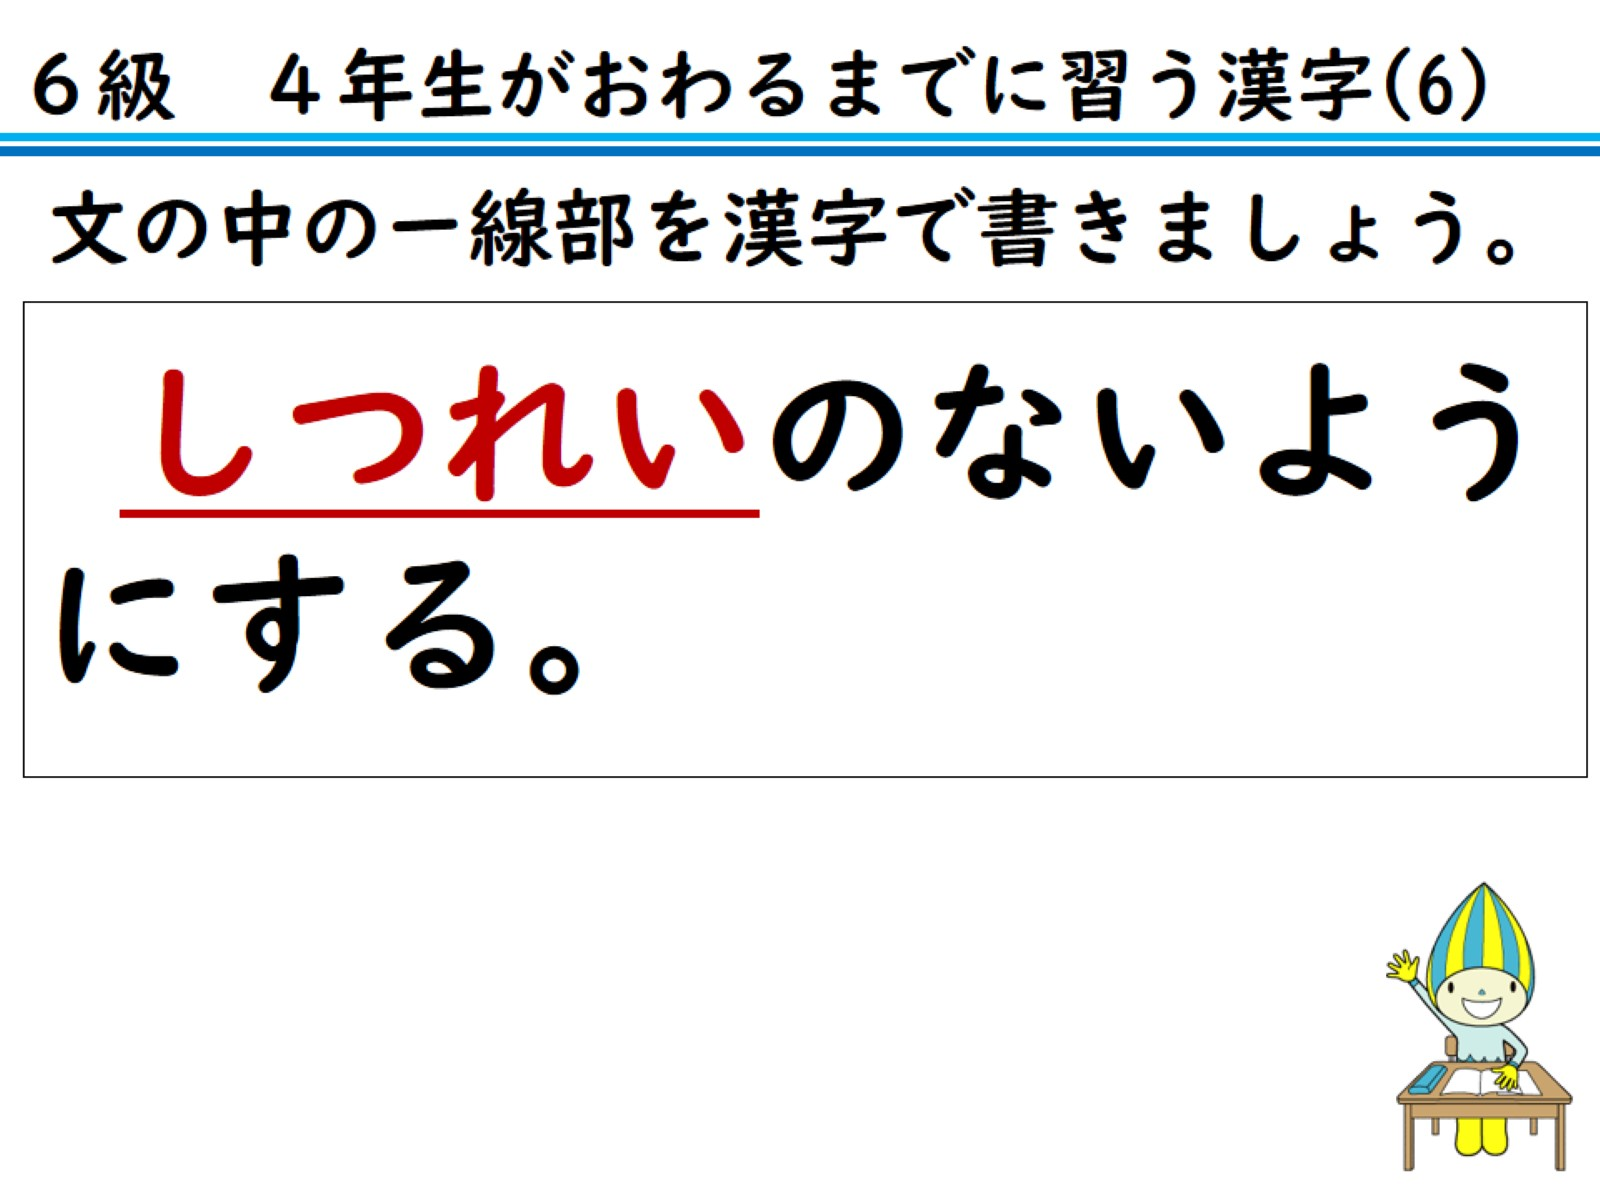 ６級　４年生がおわるまでに習う漢字(6)
文の中の一線部を漢字で書きましょう。
しつれいのないよう
にする。